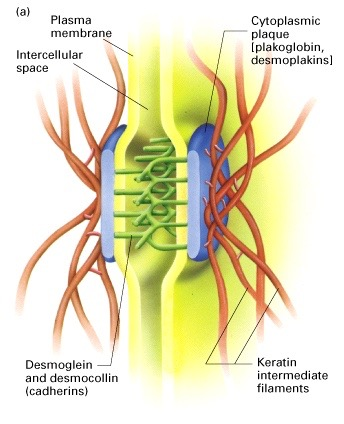 (a)
Plasma
membrane
Intercellular
space
Cytoplasmic
plaque
[plakoglobin,
desmoplakins]
Desmoglein
and desmocollin
(cadherins)
Keratin
intermediate
filaments